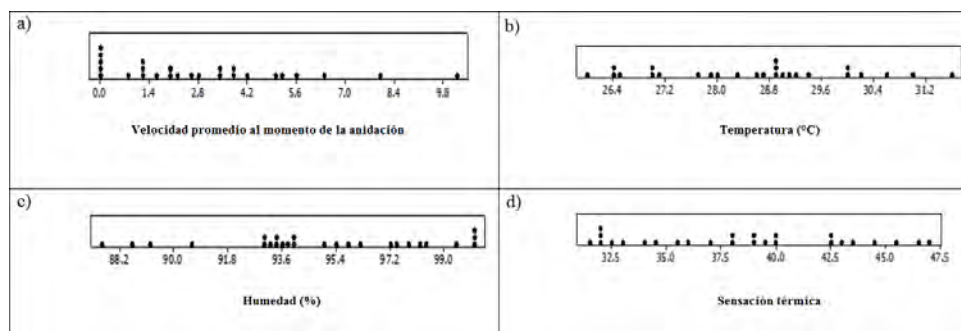 a)
0.0 1.4 2.8 4.2 5.6 7.0 8.4 9.8
Velocidad promedio al momento de la anidación
b)
26.4 27.2 28.0 28.8 29.6 30.4 31.2
Temperatura (°C)
c)
88.2 90.0 91.8 93.6 95.4 97.2 99.0
Humedad (%)
d)
32.5 35.0 37.5 40.0 42.5 45.0 47.5
Sensación térmica